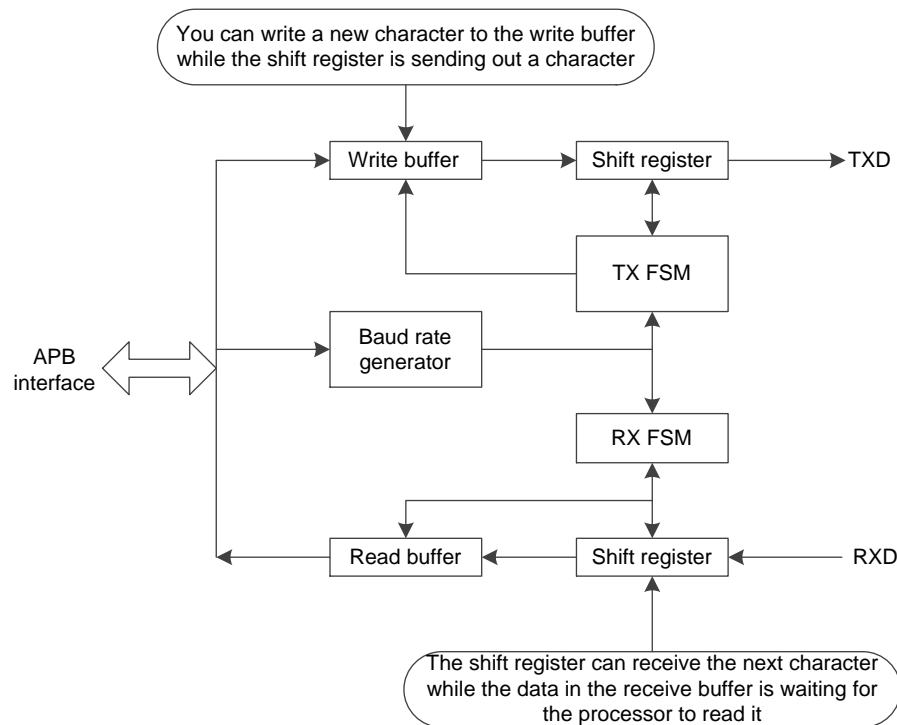 You can write a new character to the write buffer
while the shift register is sending out a character
Write buffer
Shift register
TXD
TX FSM
Baud rate
generator
APB
interface
RX FSM
Read buffer
Shift register
RXD
The shift register can receive the next character
while the data in the receive buffer is waiting for
the processor to read it